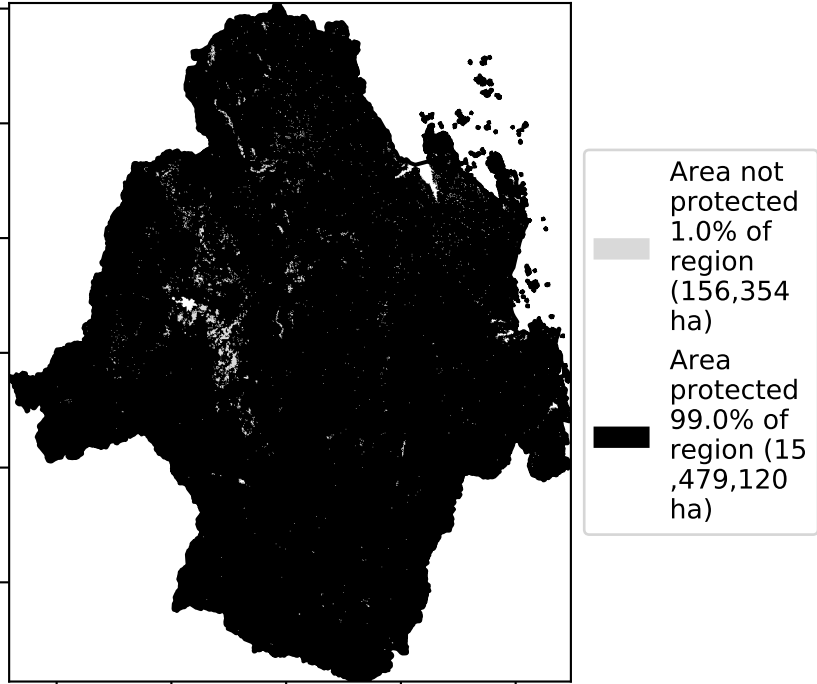 Area not
protected
1.0% of
region
(156,354
ha)
Area
protected
99.0% of
region (15
,479,120
ha)